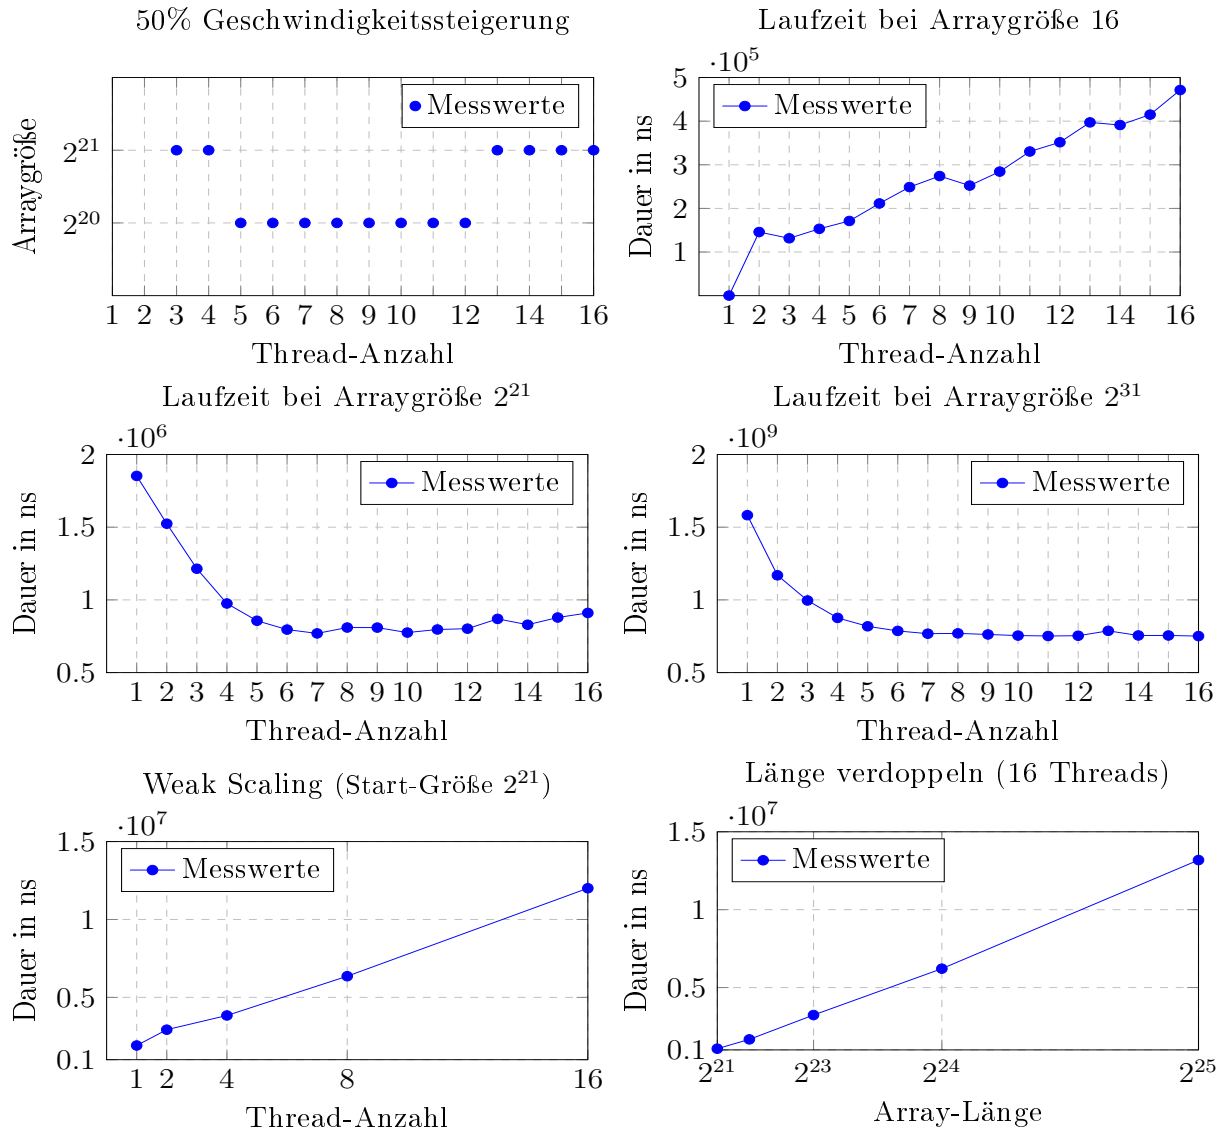 50% Geschwindigkeitssteigerung
Arraygröße
2^21
2^20
Messwerte
1 2 3 4 5 6 7 8 9 10 12 16
Thread-Anzahl
Laufzeit bei Arraygröße 16
·10^5
Dauer in ns
5
4
3
2
1
Messwerte
1 2 3 4 5 6 7 8 9 10 12 14 16
Thread-Anzahl
Laufzeit bei Arraygröße 2^21
·10^6
Dauer in ns
2
1.5
1
0.5
Messwerte
1 2 3 4 5 6 7 8 9 10 12 14 16
Thread-Anzahl
Laufzeit bei Arraygröße 2^31
·10^9
Dauer in ns
2
1.5
1
0.5
Messwerte
1 2 3 4 5 6 7 8 9 10 12 14 16
Thread-Anzahl
Weak Scaling (Start-Größe 2^21)
·10^7
Dauer in ns
1.5
1
0.5
0.1
Messwerte
1 2 4 8 16
Thread-Anzahl
Länge verdoppeln (16 Threads)
·10^7
Dauer in ns
1.5
1
0.5
0.1
Messwerte
2^21 2^23 2^24 2^25
Array-Länge